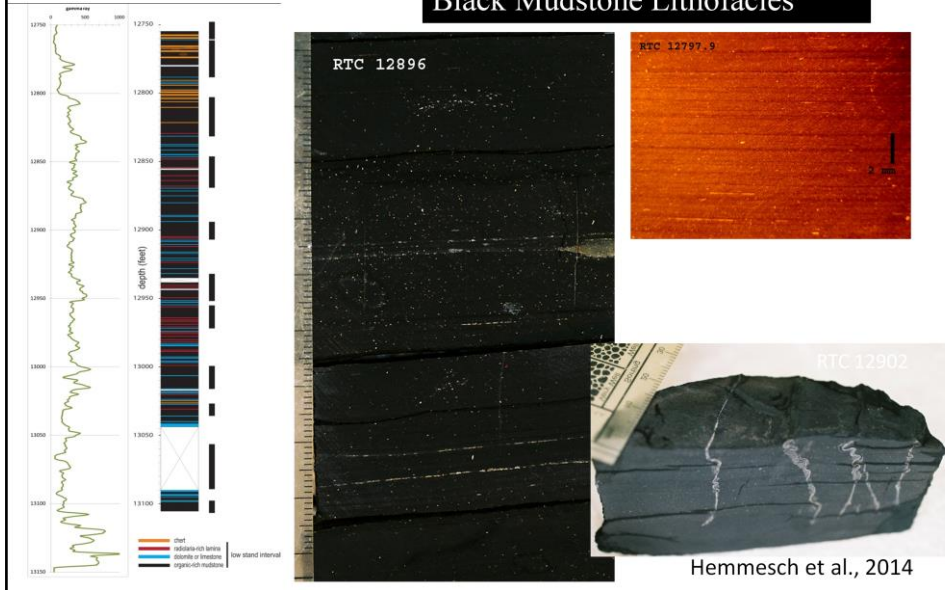 Black Mudstone Lithofacies
gamma ray
0 500 1000
12750
12800
12850
12900
12950
13000
13050
13100
13150
12750
12800
12850
12900
12950
13000
13050
13100
depth (feet)
chert
radiolaria-rich lamina
dolomite or limestone
organic-rich mudstone
low stand interval
RTC 12896
RTC 12797.9
2 mm
RTC 12902
Hemmesch et al., 2014